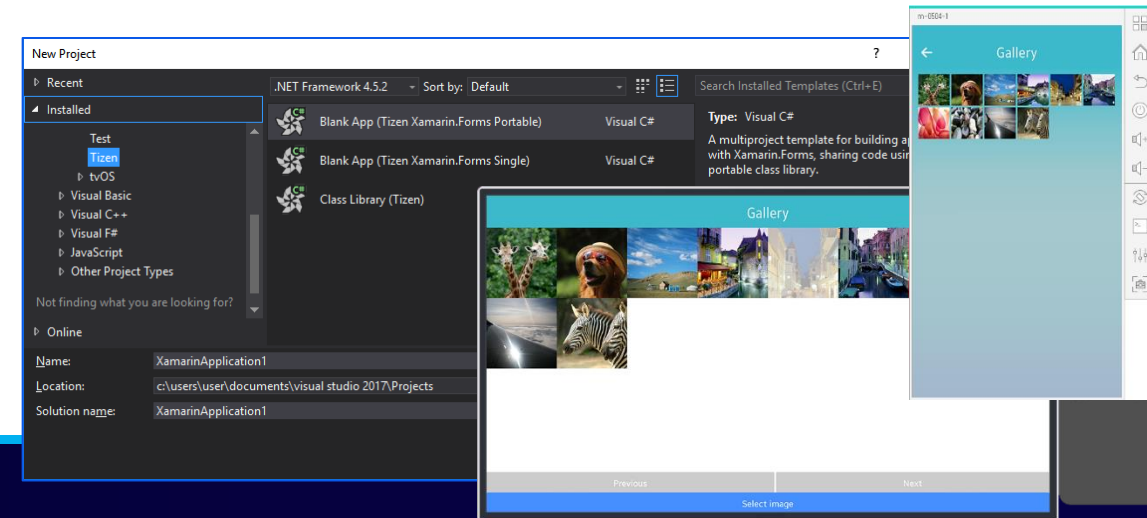 New Project
?
Recent
.NET Framework 4.5.2
Sort by: Default
Search Installed Templates (Ctrl+E)
Installed
Test
Tizen
tvOS
Visual Basic
Visual C++
Visual F#
JavaScript
Other Project Types
Not finding what you are looking for?
Online
C#
Blank App (Tizen Xamarin.Forms Portable)
Visual C#
C#
Blank App (Tizen Xamarin.Forms Single)
Visual C#
C#
Class Library (Tizen)
Type: Visual C#
A multiproject template for building
with Xamarin.Forms, sharing code
portable class library.
Name:
XamarinApplication1
Location:
c:\users\user\documents\visual studio 2017\Projects
Solution name:
XamarinApplication1
Gallery
Previous
Next
Select image
m-0504-1
Gallery